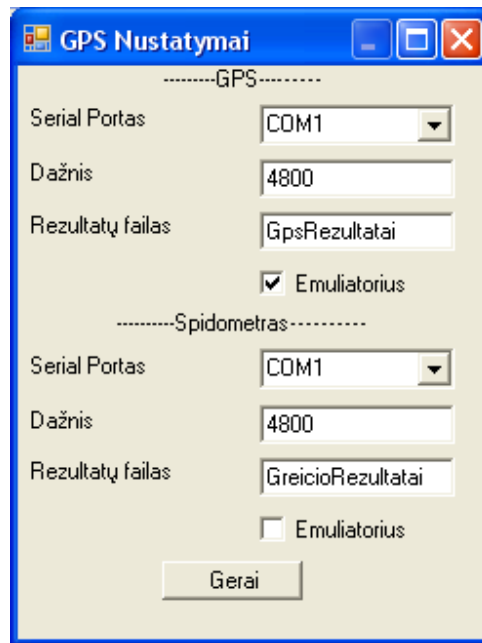 GPS Nustatymai
---------GPS---------
Serial Portas COM1
Dažnis 4800
Rezultatų failas GpsRezultatai
Emuliatorius
---------Spidometras----------
Serial Portas COM1
Dažnis 4800
Rezultatų failas GreicioRezultatai
Emuliatorius
Gerai